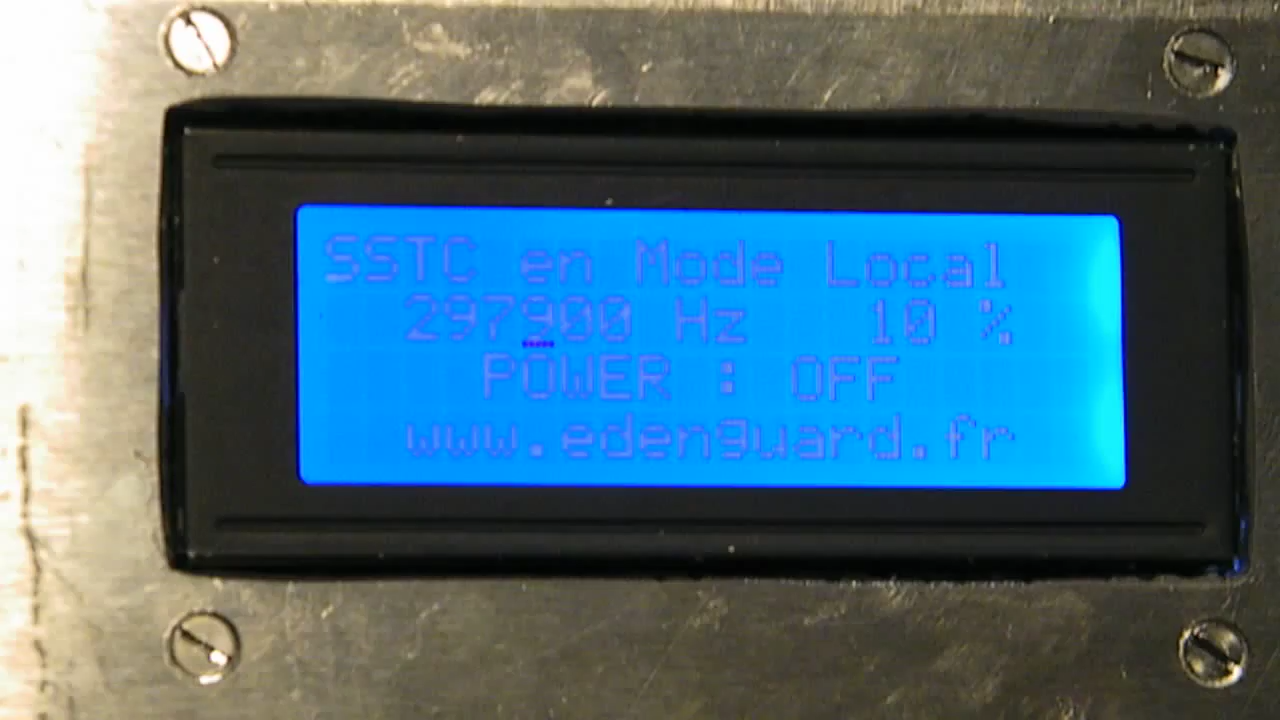 SSTC en Mode Local
297900 Hz 10 %
POWER : OFF
www.edenguard.fr